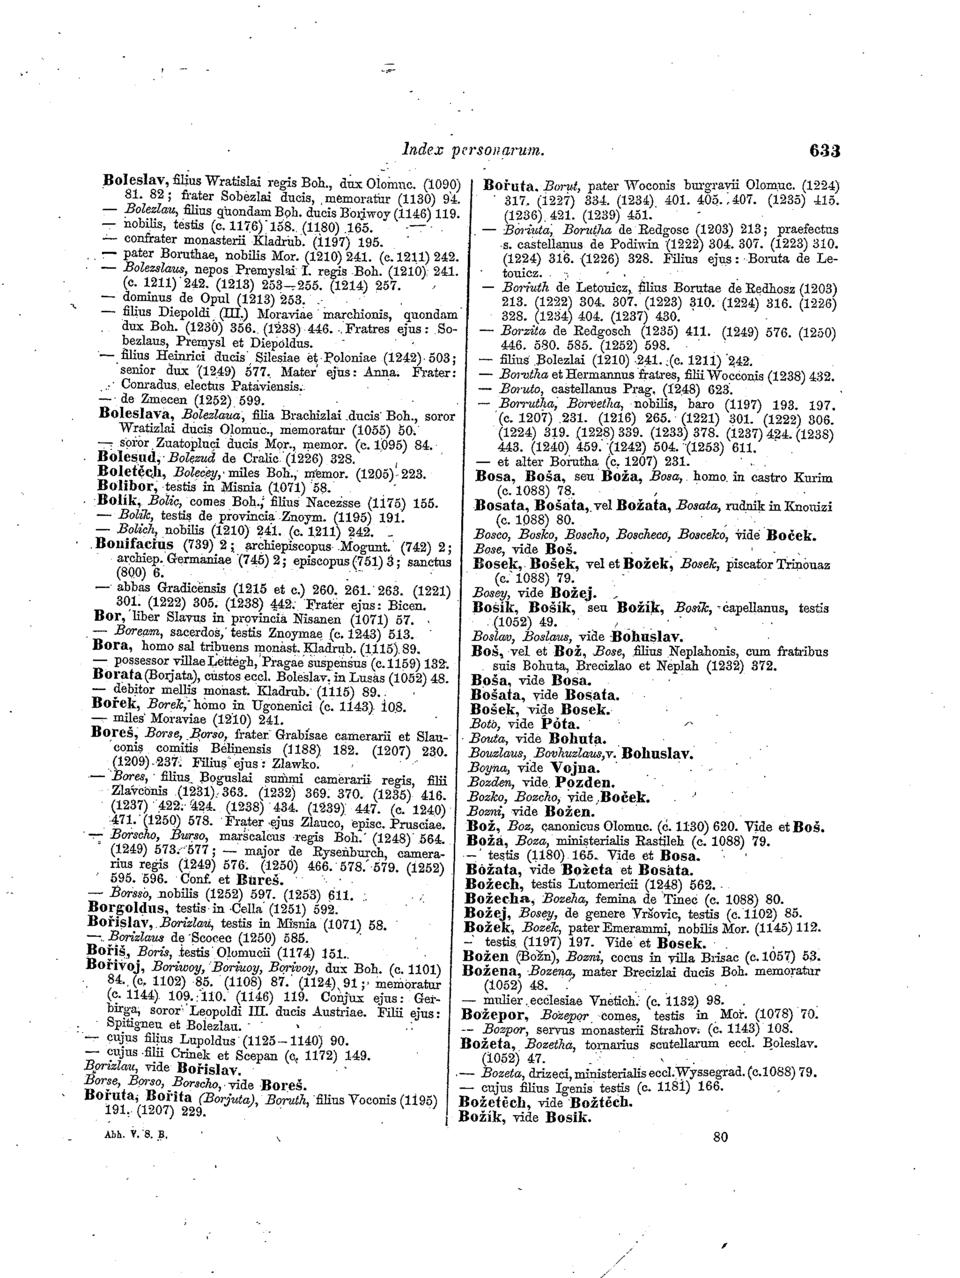 Index personarum.
633
Boleslav, filius Wratislai regis Boh., dux Olomuc. (1090)
81. 82; frater Sobezlai ducis, memoratur (1130) 94.
— Bolezlau, filius quondam Boh. ducis Boriwoy (1146) 119.
— nobilis, testis (c. 1176) 158. (1180) 165.
— confrater monasterii Kladrub. (1197) 195.
— pater Boruthae, nobilis Mor. (1210) 241. (c. 1211) 242.
— Bolezslaus, nepos Premyslai I. regis Boh. (1210) 241.
(c. 1211) 242. (1213) 253—255. (1214) 257.
— dominus de Opul (1213) 253.
— filius Diepoldi (III.) Moraviae marchionis, quondam
dux Boh. (1230) 356. (1238) 446. Fratres ejus: So-
bezlaus, Premysl et Diepoldus.
— filius Heinrici ducis Silesiae et Poloniae (1242) 503;
senior dux (1249) 577. Mater ejus: Anna. Frater:
Conradus, electus Pataviensis.
— de Zmecen (1252) 599.
Boleslava, Bolezlaua, filia Brachizlai ducis Boh., soror
Wratizlai ducis Olomuc., memoratur (1055) 50.
— soror Zuatopluci ducis Mor., memor. (c. 1095) 84.
Bolesud, Bolezud de Cralic (1226) 328.
Boletěch, Bolecey, miles Boh., memor. (1205) 223.
Bolibor, testis in Misnia (1071) 58.
Bolík, Bolic, comes Boh., filius Nacezsse (1175) 155.
— Bolik, testis de provincia Znoym. (1195) 191.
— Bolich, nobilis (1210) 241. (c. 1211) 242.
Bonifacius (739) 2; archiepiscopus Mogunt. (742) 2;
archiep. Germaniae (745) 2; episcopus (751) 3; sanctus
(800) 6.
— abbas Gradicensis (1215 et c.) 260. 261. 263. (1221)
301. (1222) 305. (1238) 442. Frater ejus: Bicen.
Bor, liber Slavus in provincia Nisanen (1071) 57.
— Boream, sacerdos, testis Znoymae (c. 1243) 513.
Bora, homo sal tribuens monast. Kladrub. (1115) 89.
— possessor villae Lettegh, Pragae suspensus (c. 1159) 132.
Borata (Borjata), custos eccl. Boleslav. in Lusas (1052) 48.
— debitor mellis monast. Kladrub. (1115) 89.
Bořek, Borek, homo in Ugonenici (c. 1143) 108.
— miles Moraviae (1210) 241.
Boreš, Borse, Borso, frater Grabisae camerarii et Slau-
conis comitis Belinensis (1188) 182. (1207) 230.
(1209) 237. Filius ejus: Zlawko.
— Bores, filius Boguslai summi camerarii regis, filii
Zlavconis (1231) 363. (1232) 369. 370. (1235) 416.
(1237) 422. 424. (1238) 434. (1239) 447. (c. 1240)
471. (1250) 578. Frater ejus Zlauco, episc. Prusciae.
— Borscho, Burso, marscalcus regis Boh. (1248) 564.
(1249) 573. 577; — major de Rysenburch, camera-
rius regis (1249) 576. (1250) 466. 578. 579. (1252)
595. 596. Conf. et Bureš.
— Borsso, nobilis (1252) 597. (1253) 611.
Borgoldus, testis in Cella (1251) 592.
Bořislav, Borizlau, testis in Misnia (1071) 58.
— Borizlaus de Scocec (1250) 585.
Boříš, Boris, testis Olomucii (1174) 151.
Bořivoj, Boriwoy, Boriuoy, Borivoy, dux Boh. (c. 1101)
84. (c. 1102) 85. (1108) 87. (1124) 91; memoratur
(c. 1144) 109. 110. (1146) 119. Conjux ejus: Ger-
birga, soror Leopoldi III. ducis Austriae. Filii ejus:
Spitigneu et Bolezlau.
— cujus filius Lupoldus (1125—1140) 90.
— cujus filii Crinek et Scepan (c. 1172) 149.
Borizlau, vide Bořislav.
Borse, Borso, Borscho, vide Boreš.
Bořuta, Bořita (Borjuta), Boruth, filius Voconis (1195)
191. (1207) 229.
Abh. V. 8. B.
Bořuta, Borut, pater Woconis burgravii Olomuc. (1224)
317. (1227) 334. (1234) 401. 405. 407. (1235) 415.
(1236) 421. (1239) 451.
— Boriuta, Borutha de Redgosc (1203) 213; praefectus
s. castellanus de Podiwin (1222) 304. 307. (1223) 310.
(1224) 316. (1226) 328. Filius ejus: Boruta de Le-
touicz.
— Boriuth de Letouicz, filius Borutae de Redhosz (1203)
213. (1222) 304. 307. (1223) 310. (1224) 316. (1226)
328. (1234) 404. (1237) 430.
— Borzita de Redgosch (1235) 411. (1249) 576. (1250)
446. 580. 585. (1252) 598.
— filius Bolezlai (1210) 241. (c. 1211) 242.
— Borutha et Hermannus fratres, filii Wocconis (1238) 432.
— Boruto, castellanus Prag. (1248) 623.
— Borrutha, Borvetha, nobilis, baro (1197) 193. 197.
(c. 1207) 231. (1216) 265. (1221) 301. (1222) 306.
(1224) 319. (1228) 339. (1233) 378. (1237) 424. (1238)
443. (1240) 459. (1242) 504. (1253) 611.
— et alter Borutha (c. 1207) 231.
Bosa, Boša, seu Boža, Bosa, homo in castro Kurim
(c. 1088) 78.
Bosata, Bošata, vel Božata, Bosata, rudnik in Knouizi
(c. 1088) 80.
Bosco, Bosko, Boscho, Boscheco, Bosceko, vide Boček.
Bose, vide Boš.
Bosek, Bošek, vel et Božek, Bosek, piscator Trinouaz
(c. 1088) 79.
Bosey, vide Božej.
Bosík, Bošík, seu Božík, Bosik, capellanus, testis
(1052) 49.
Boslav, Boslaus, vide Bohuslav.
Boš, vel et Bož, Bose, filius Neplahonis, cum fratribus
suis Bohuta, Brecizlao et Neplah (1232) 372.
Boša, vide Bosa.
Bošata, vide Bosata.
Bošek, vide Bosek.
Boto, vide Póta.
Bouta, vide Bohuta.
Bouzlaus, Bovhuzlaus, v. Bohuslav.
Boyna, vide Vojna.
Bozden, vide Pozden.
Bozko, Bozcho, vide Boček.
Bozni, vide Božen.
Bož, Boz, canonicus Olomuc. (c. 1130) 620. Vide et Boš.
Boža, Boza, ministerialis Rastileh (c. 1088) 79.
— testis (1180) 165. Vide et Bosa.
Božata, vide Božeta et Bosata.
Božech, testis Lutomericii (1248) 562.
Božecha, Bozeha, femina de Tinec (c. 1088) 80.
Božej, Bosey, de genere Vršovic, testis (c. 1102) 85.
Božek, Bozek, pater Emerammi, nobilis Mor. (1145) 112.
— testis (1197) 197. Vide et Bosek.
Božen (Božn), Bozni, cocus in villa Brisac (c. 1057) 53.
Božena, Bozena, mater Brecizlai ducis Boh. memoratur
(1052) 48.
— mulier ecclesiae Vnetich. (c. 1132) 98.
Božepor, Bozepor comes, testis in Mor. (1078) 70.
— Bozpor, servus monasterii Strahov. (c. 1143) 108.
Božeta, Bozetha, tornarius scutellarum eccl. Boleslav.
(1052) 47.
— Bozeta, drizeci, ministerialis eccl. Wyssegrad. (c. 1088) 79.
— cujus filius Igenis testis (c. 1181) 166.
Božetěch, vide Božtěch.
Božík, vide Bosik.
80